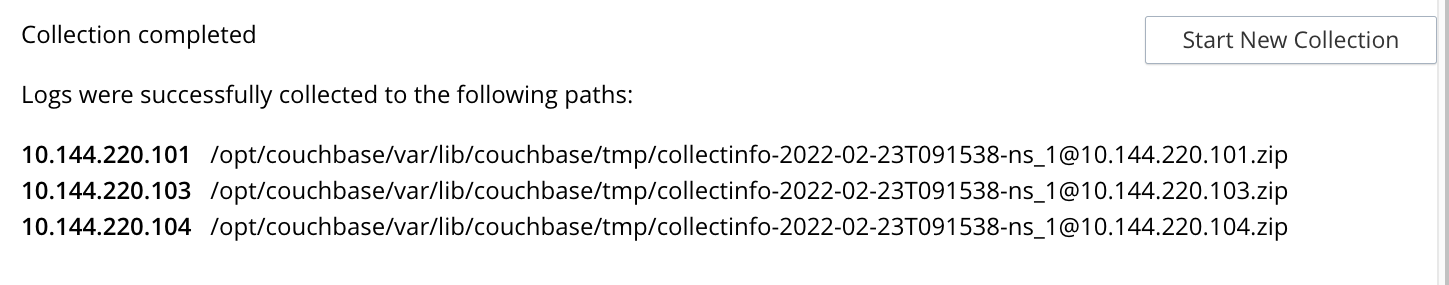 Collection completed
Start New Collection
Logs were successfully collected to the following paths:
10.144.220.101 /opt/couchbase/var/lib/couchbase/tmp/collectinfo-2022-02-23T091538-ns_1@10.144.220.101.zip
10.144.220.103 /opt/couchbase/var/lib/couchbase/tmp/collectinfo-2022-02-23T091538-ns_1@10.144.220.103.zip
10.144.220.104 /opt/couchbase/var/lib/couchbase/tmp/collectinfo-2022-02-23T091538-ns_1@10.144.220.104.zip